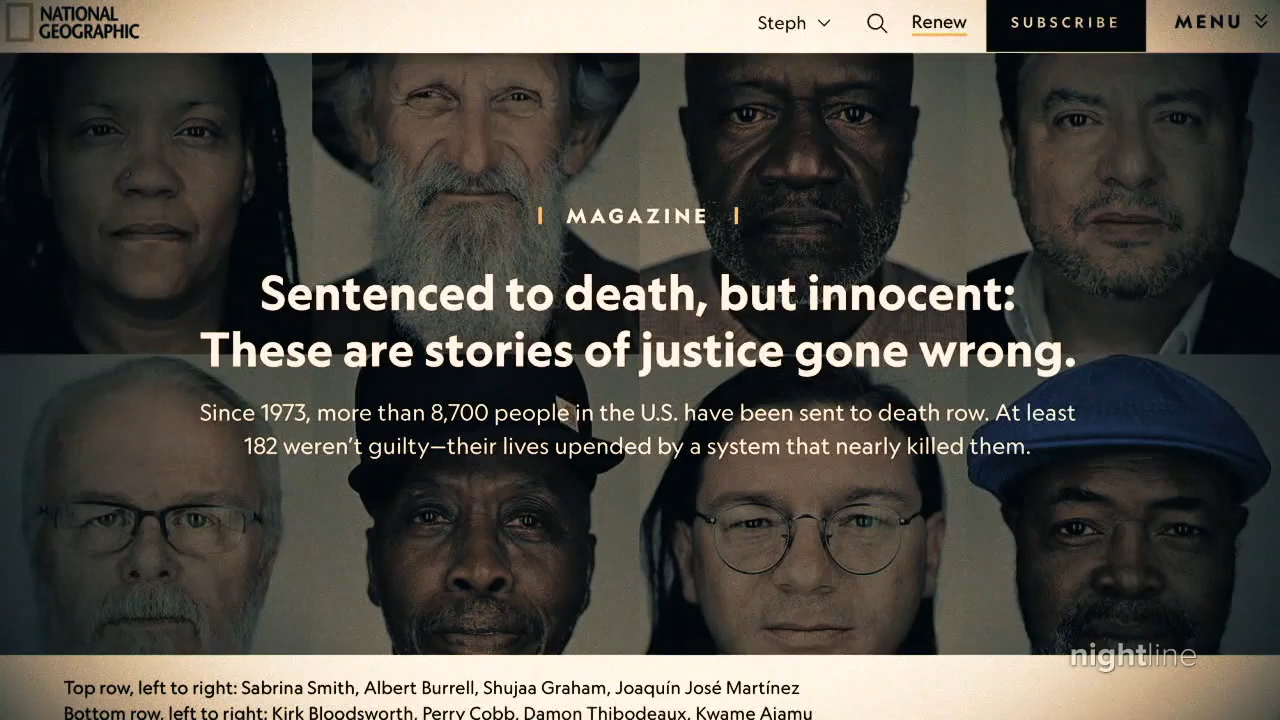 NATIONAL
GEOGRAPHIC
Steph
Renew
SUBSCRIBE
MENU
MAGAZINE
Sentenced to death, but innocent:
These are stories of justice gone wrong.
Since 1973, more than 8,700 people in the U.S. have been sent to death row. At least
182 weren’t guilty—their lives upended by a system that nearly killed them.
nightline
Top row, left to right: Sabrina Smith, Albert Burrell, Shujaa Graham, Joaquín José Martínez
Bottom row, left to right: Kirk Bloodsworth, Perry Cobb, Damon Thibodeaux, Kwame Ajamu